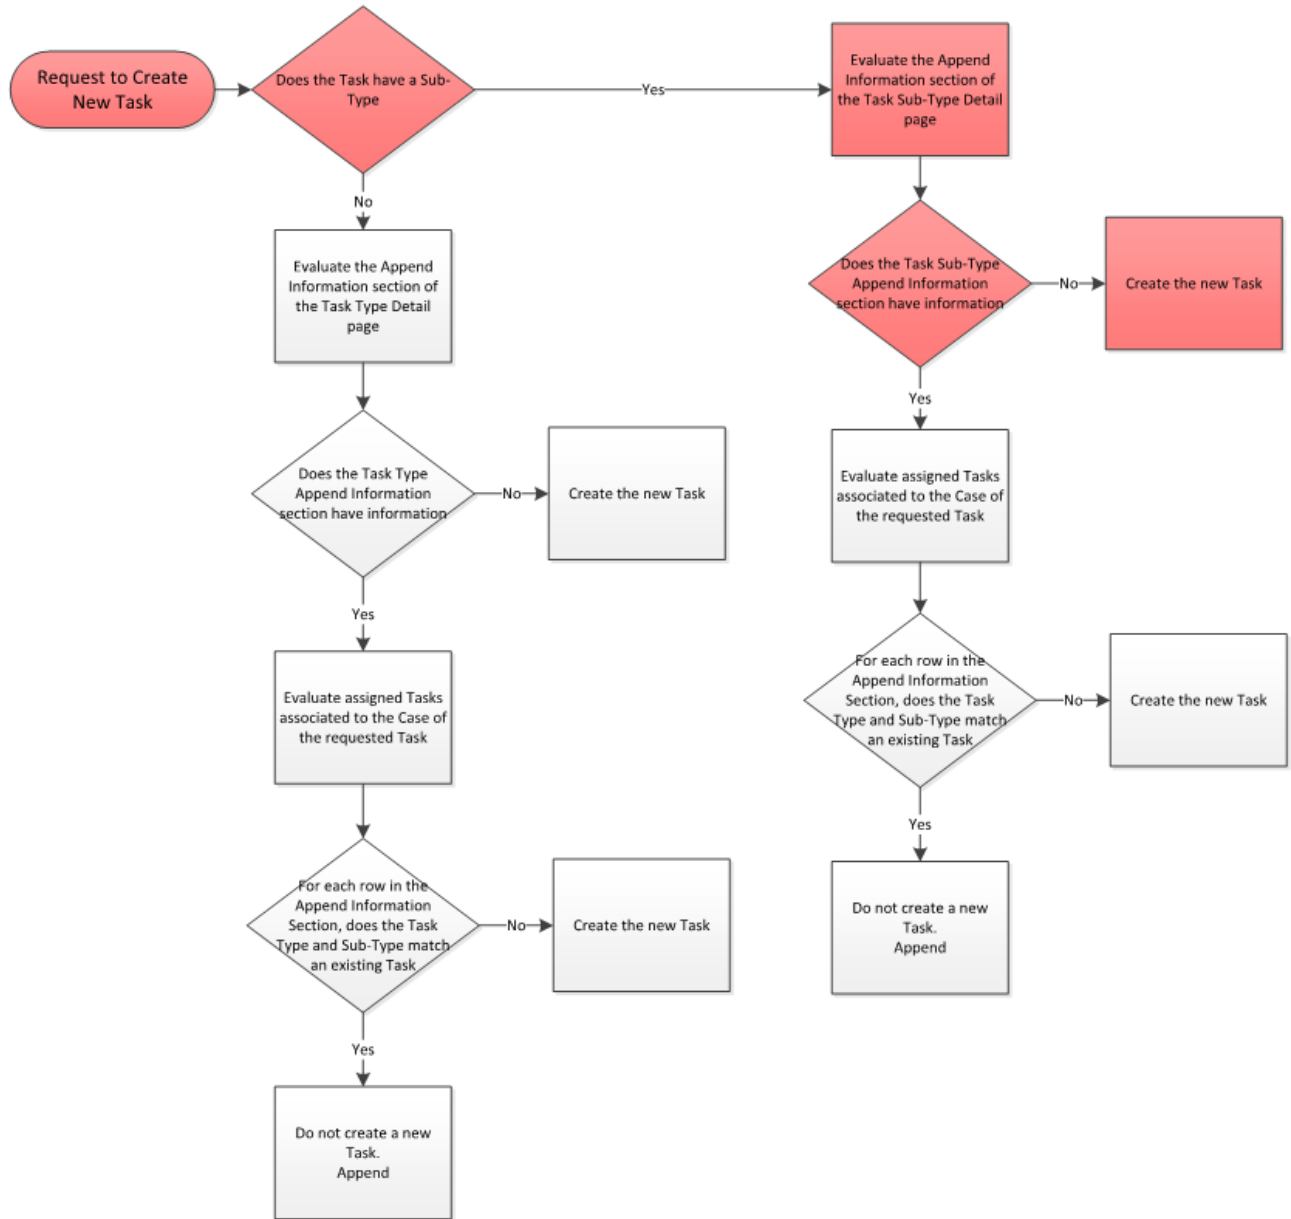 Request to Create
New Task
Does the Task have a Sub-
Type
Yes
Evaluate the Append
Information section of
the Task Sub-Type Detail
page
No
Evaluate the Append
Information section of
the Task Type Detail
page
Does the Task Sub-Type
Append Information
section have information
No
Create the new Task
Yes
Does the Task Type
Append Information
section have information
No
Create the new Task
Evaluate assigned Tasks
associated to the Case of
the requested Task
Yes
Evaluate assigned Tasks
associated to the Case of
the requested Task
For each row in the
Append Information
Section, does the Task
Type and Sub-Type match
an existing Task
No
Create the new Task
Yes
For each row in the
Append Information
Section, does the Task
Type and Sub-Type match
an existing Task
No
Create the new Task
Do not create a new
Task.
Append
Yes
Do not create a new
Task.
Append